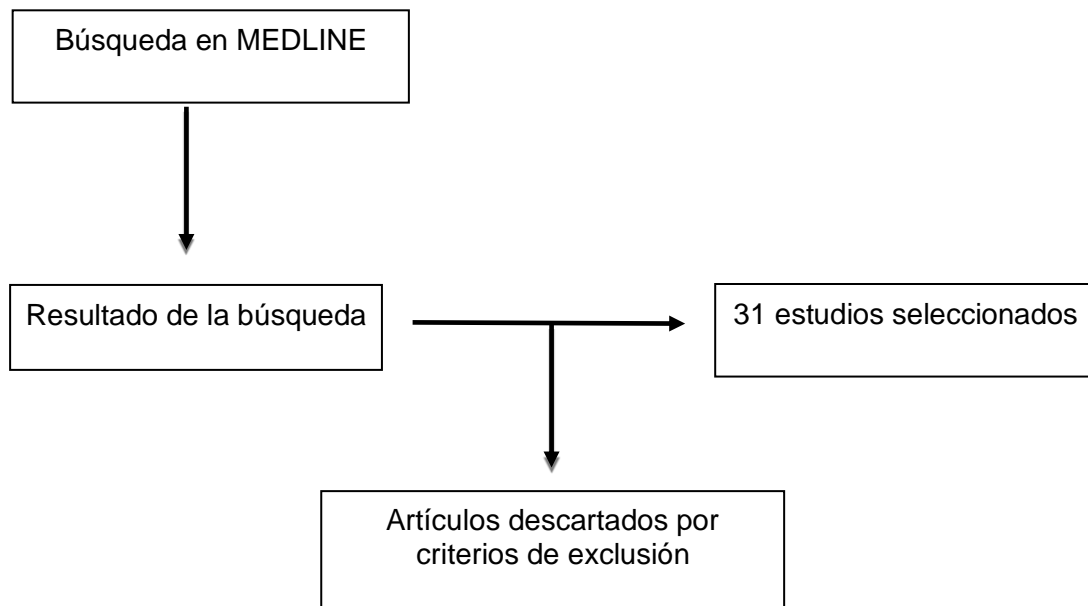 Búsqueda en MEDLINE
Resultado de la búsqueda
31 estudios seleccionados
Artículos descartados por
criterios de exclusión